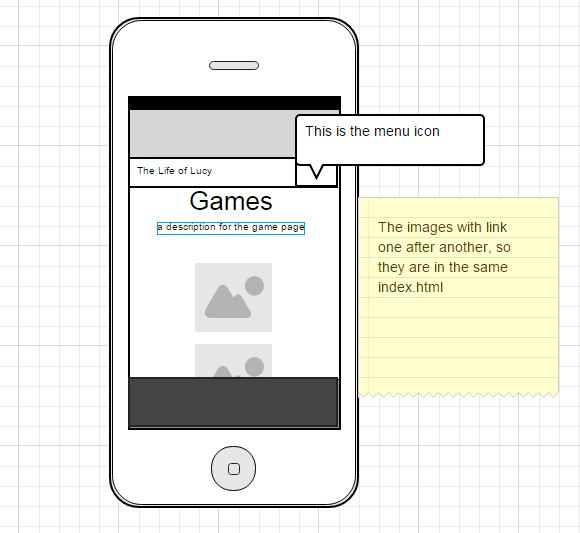 This is the menu icon
The Life of Lucy
Games
a description for the game page
The images with link
one after another, so
they are in the same
index.html